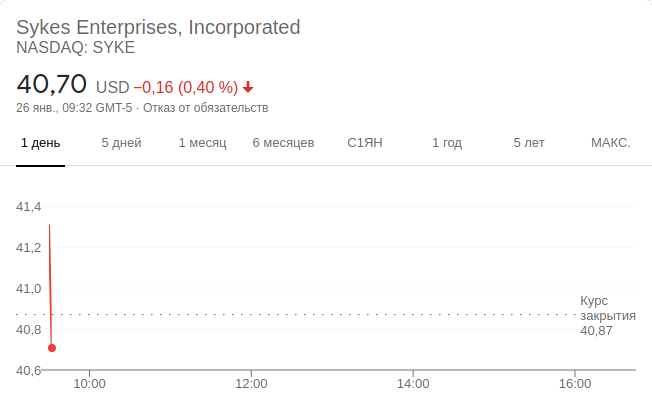 Sykes Enterprises, Incorporated
NASDAQ: SYKE
40,70 USD −0,16 (0,40 %)
26 янв., 09:32 GMT-5 · Отказ от обязательств
1 день 5 дней 1 месяц 6 месяцев С1ЯН 1 год 5 лет МАКС.
41,4
41,2
41,0
40,8
40,6
Курс
закрытия
40,87
10:00 12:00 14:00 16:00